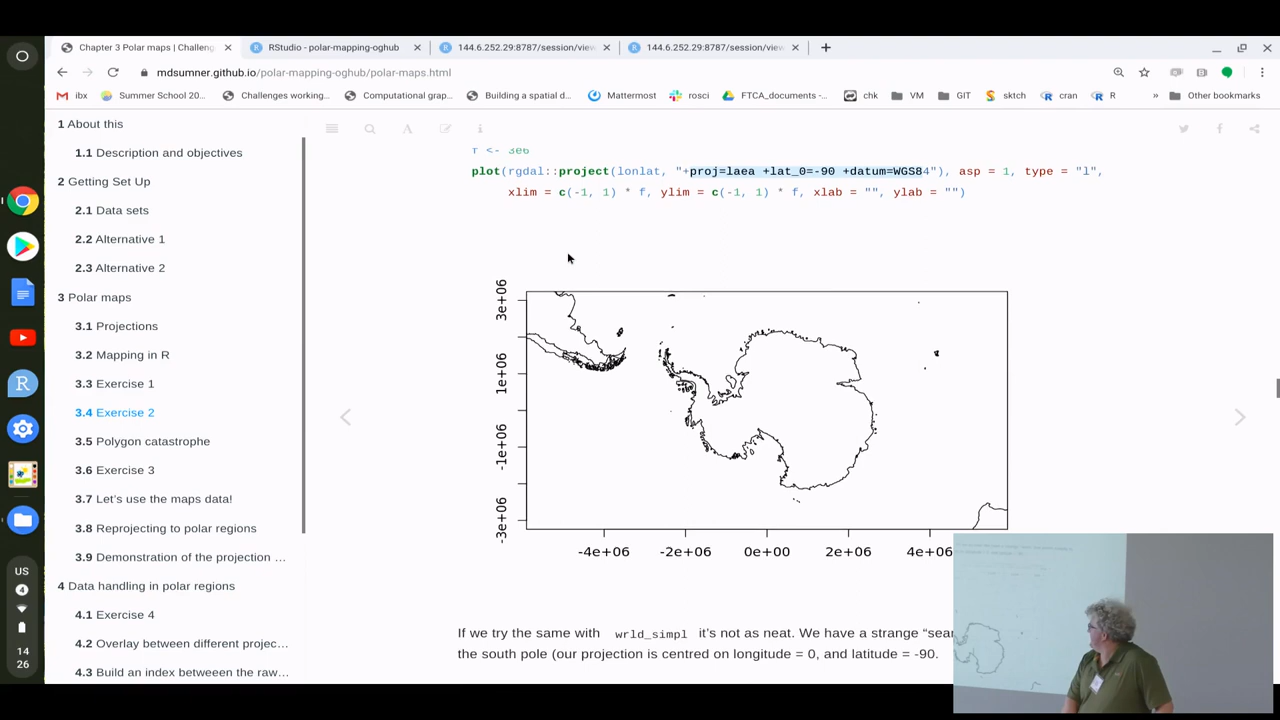 Chapter 3 Polar maps | Challeng
RStudio - polar-mapping-oghub
144.6.252.29:8787/session/view
144.6.252.29:8787/session/view
mdsumner.github.io/polar-mapping-oghub/polar-maps.html
ibx
Summer School 20...
Challenges working...
Computational grap...
Building a spatial d...
Mattermost
rosci
FTCA_documents -...
chk
VM
GIT
sktch
cran
R
»
Other bookmarks
1 About this
1.1 Description and objectives
2 Getting Set Up
2.1 Data sets
2.2 Alternative 1
2.3 Alternative 2
3 Polar maps
3.1 Projections
3.2 Mapping in R
3.3 Exercise 1
3.4 Exercise 2
3.5 Polygon catastrophe
3.6 Exercise 3
3.7 Let's use the maps data!
3.8 Reprojecting to polar regions
3.9 Demonstration of the projection ...
4 Data handling in polar regions
4.1 Exercise 4
4.2 Overlay between different projec...
4.3 Build an index betweeen the raw...
US
4
14
26
f <- 3e6
plot(rgdal::project(lonlat, "+proj=laea +lat_0=-90 +datum=WGS84"), asp = 1, type = "l",
xlim = c(-1, 1) * f, ylim = c(-1, 1) * f, xlab = "", ylab = "")
3e+06
1e+06
-1e+06
-3e+06
-4e+06
-2e+06
0e+00
2e+06
4e+06
If we try the same with wrld_simpl it's not as neat. We have a strange “sea
the south pole (our projection is centred on longitude = 0, and latitude = -90.